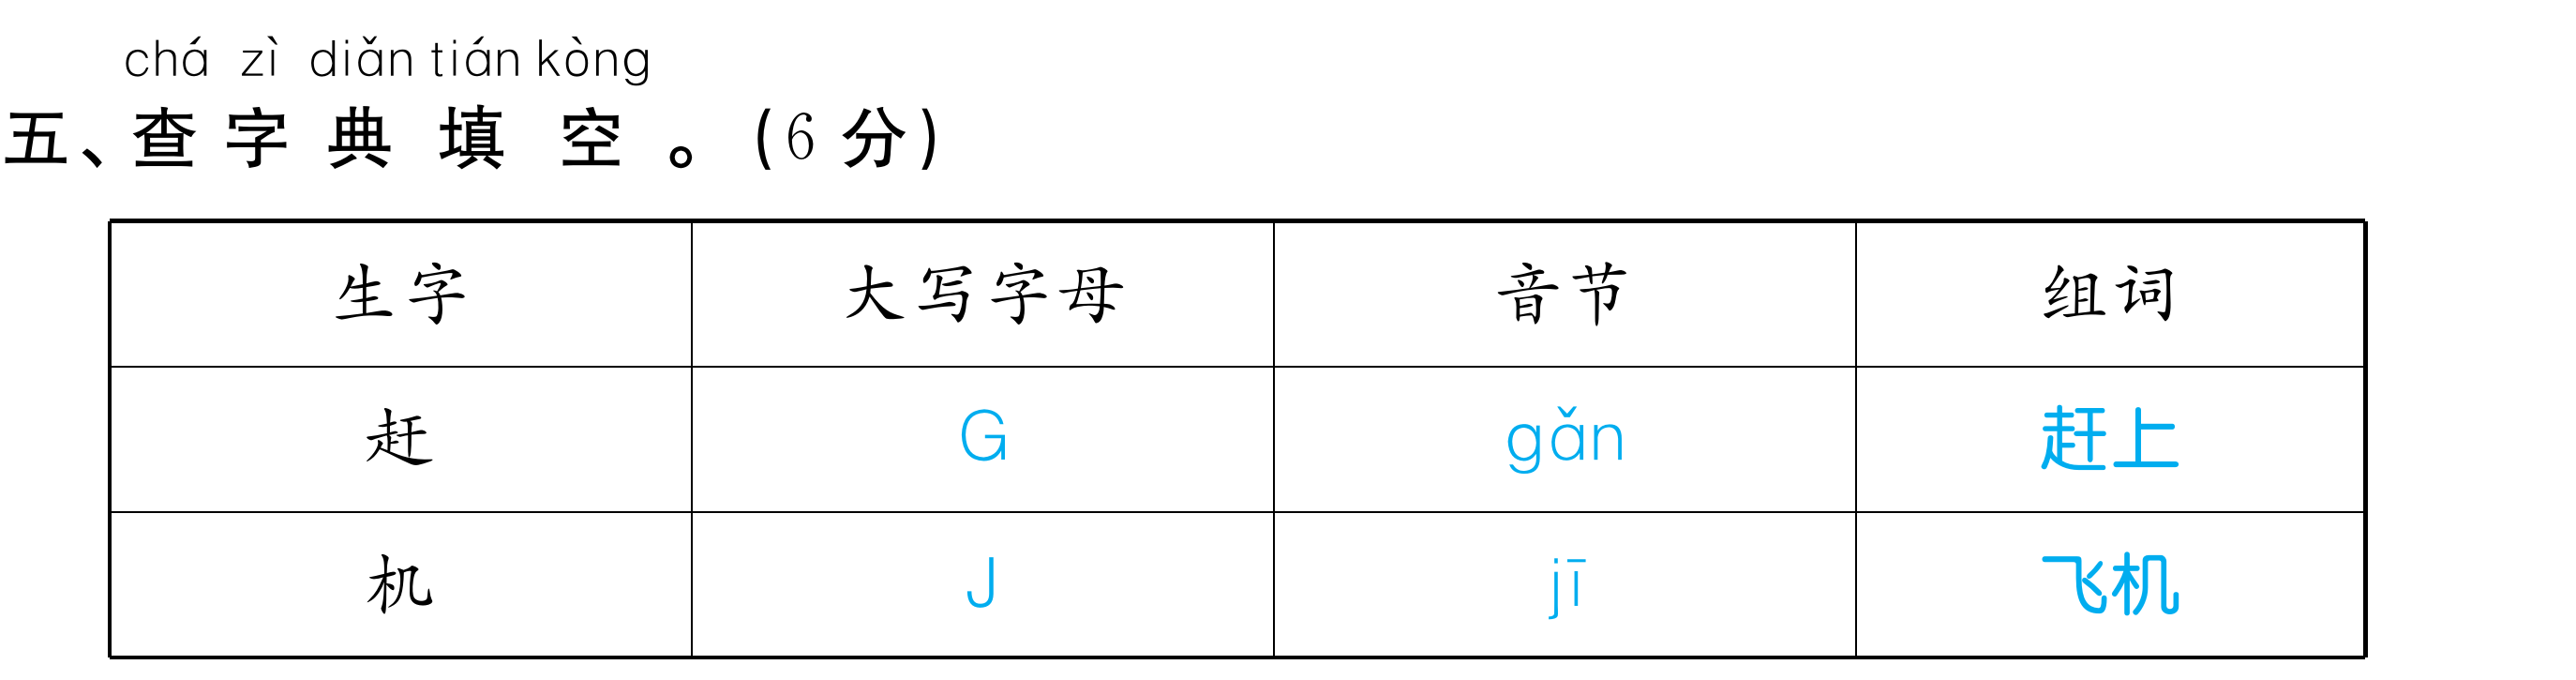 chá zì diǎn tián kòng
五、查字典填空。(6分)
生字 大写字母 音节 组词
赶 G gǎn 赶上
机 J jī 飞机